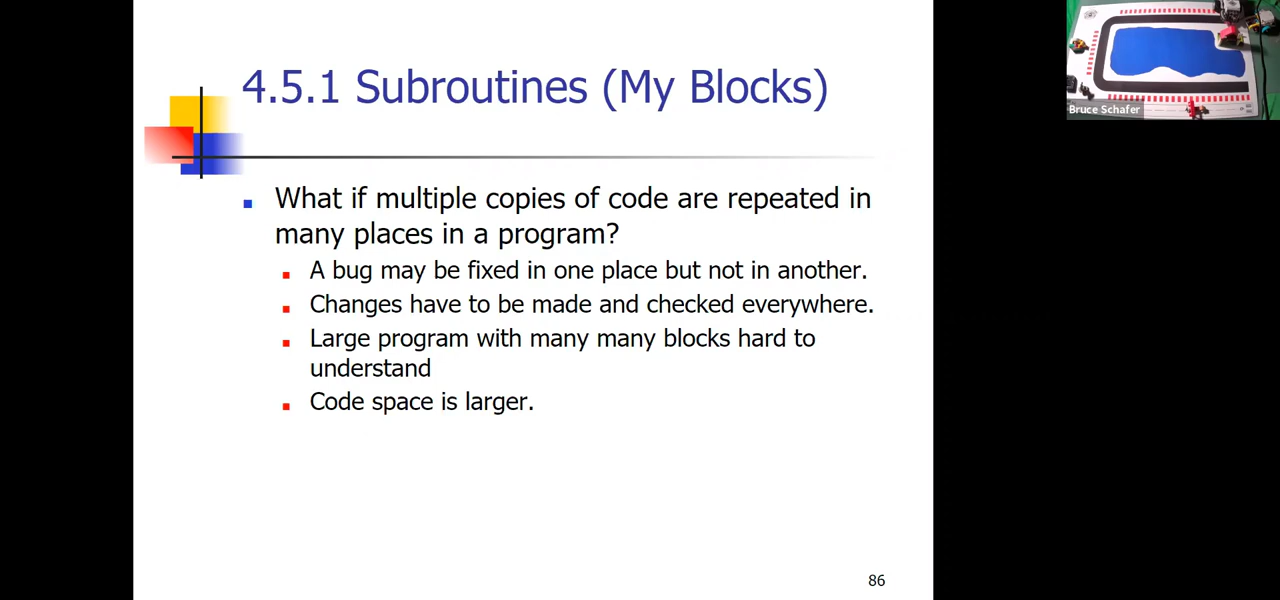 4.5.1 Subroutines (My Blocks)
What if multiple copies of code are repeated in
many places in a program?
A bug may be fixed in one place but not in another.
Changes have to be made and checked everywhere.
Large program with many many blocks hard to
understand
Code space is larger.
86
Bruce Schafer